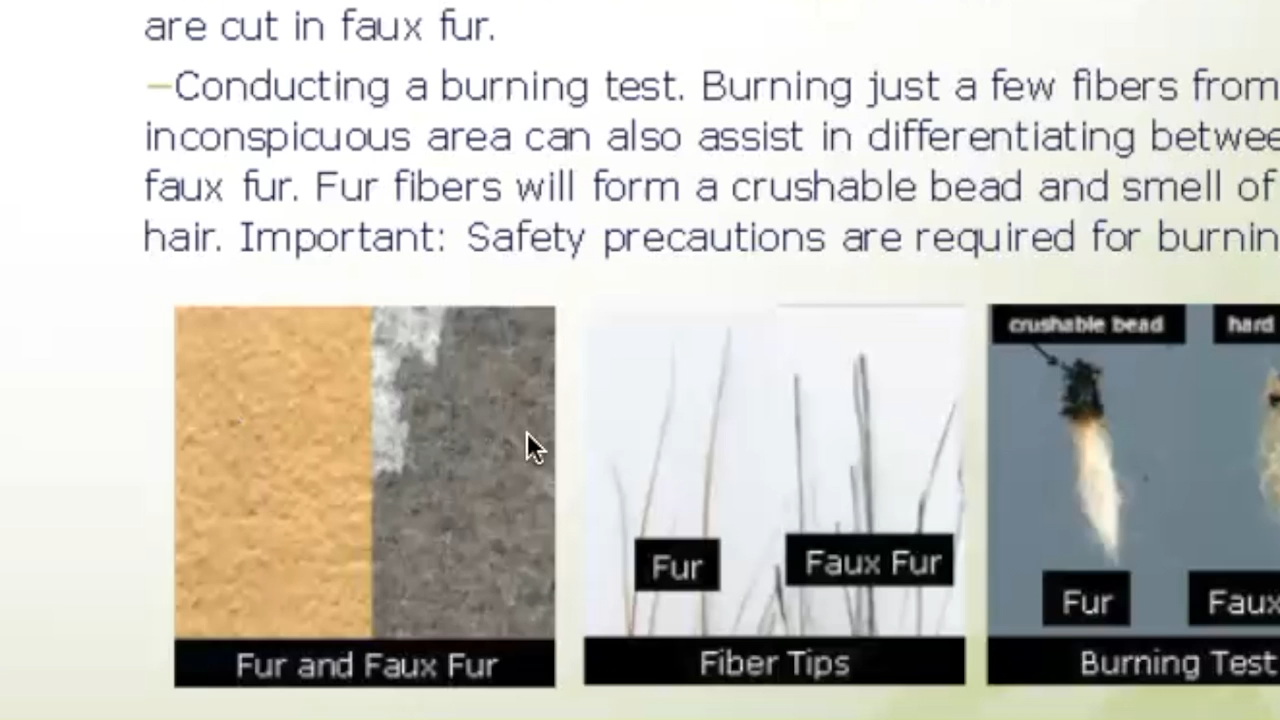 are cut in faux fur.
–Conducting a burning test. Burning just a few fibers from
inconspicuous area can also assist in differentiating betwee
faux fur. Fur fibers will form a crushable bead and smell of
hair. Important: Safety precautions are required for burnin
crushable bead hard
Fur Faux Fur Fur Faux
Fur and Faux Fur Fiber Tips Burning Test